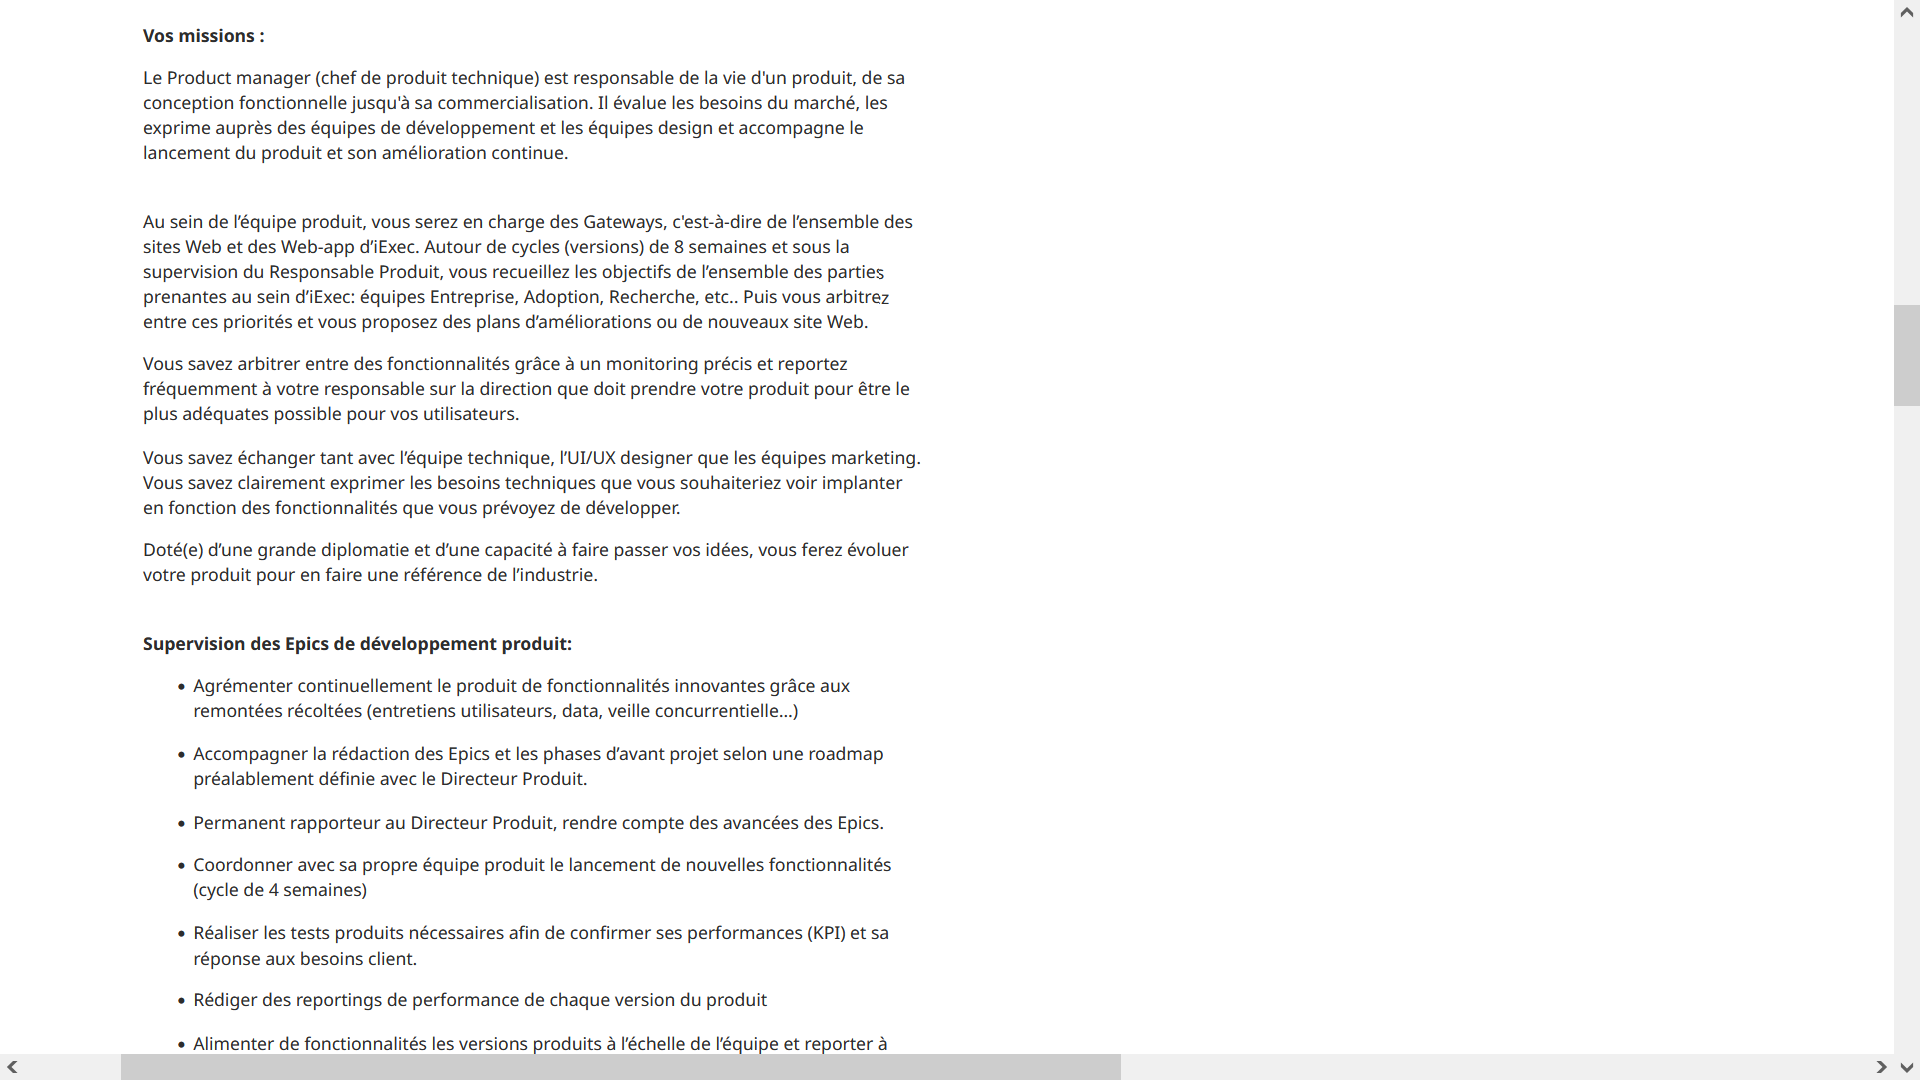 Vos missions :
Le Product manager (chef de produit technique) est responsable de la vie d'un produit, de sa
conception fonctionnelle jusqu'à sa commercialisation. Il évalue les besoins du marché, les
exprime auprès des équipes de développement et les équipes design et accompagne le
lancement du produit et son amélioration continue.
Au sein de l’équipe produit, vous serez en charge des Gateways, c'est-à-dire de l’ensemble des
sites Web et des Web-app d’iExec. Autour de cycles (versions) de 8 semaines et sous la
supervision du Responsable Produit, vous recueillez les objectifs de l’ensemble des parties
prenantes au sein d’iExec: équipes Entreprise, Adoption, Recherche, etc.. Puis vous arbitrez
entre ces priorités et vous proposez des plans d’améliorations ou de nouveaux site Web.
Vous savez arbitrer entre des fonctionnalités grâce à un monitoring précis et reportez
fréquemment à votre responsable sur la direction que doit prendre votre produit pour être le
plus adéquates possible pour vos utilisateurs.
Vous savez échanger tant avec l’équipe technique, l’UI/UX designer que les équipes marketing.
Vous savez clairement exprimer les besoins techniques que vous souhaiteriez voir implanter
en fonction des fonctionnalités que vous prévoyez de développer.
Doté(e) d’une grande diplomatie et d’une capacité à faire passer vos idées, vous ferez évoluer
votre produit pour en faire une référence de l’industrie.
Supervision des Epics de développement produit:
• Agrémenter continuellement le produit de fonctionnalités innovantes grâce aux
remontées récoltées (entretiens utilisateurs, data, veille concurrentielle...)
• Accompagner la rédaction des Epics et les phases d’avant projet selon une roadmap
préalablement définie avec le Directeur Produit.
• Permanent rapporteur au Directeur Produit, rendre compte des avancées des Epics.
• Coordonner avec sa propre équipe produit le lancement de nouvelles fonctionnalités
(cycle de 4 semaines)
• Réaliser les tests produits nécessaires afin de confirmer ses performances (KPI) et sa
réponse aux besoins client.
• Rédiger des reportings de performance de chaque version du produit
• Alimenter de fonctionnalités les versions produits à l’échelle de l’équipe et reporter à